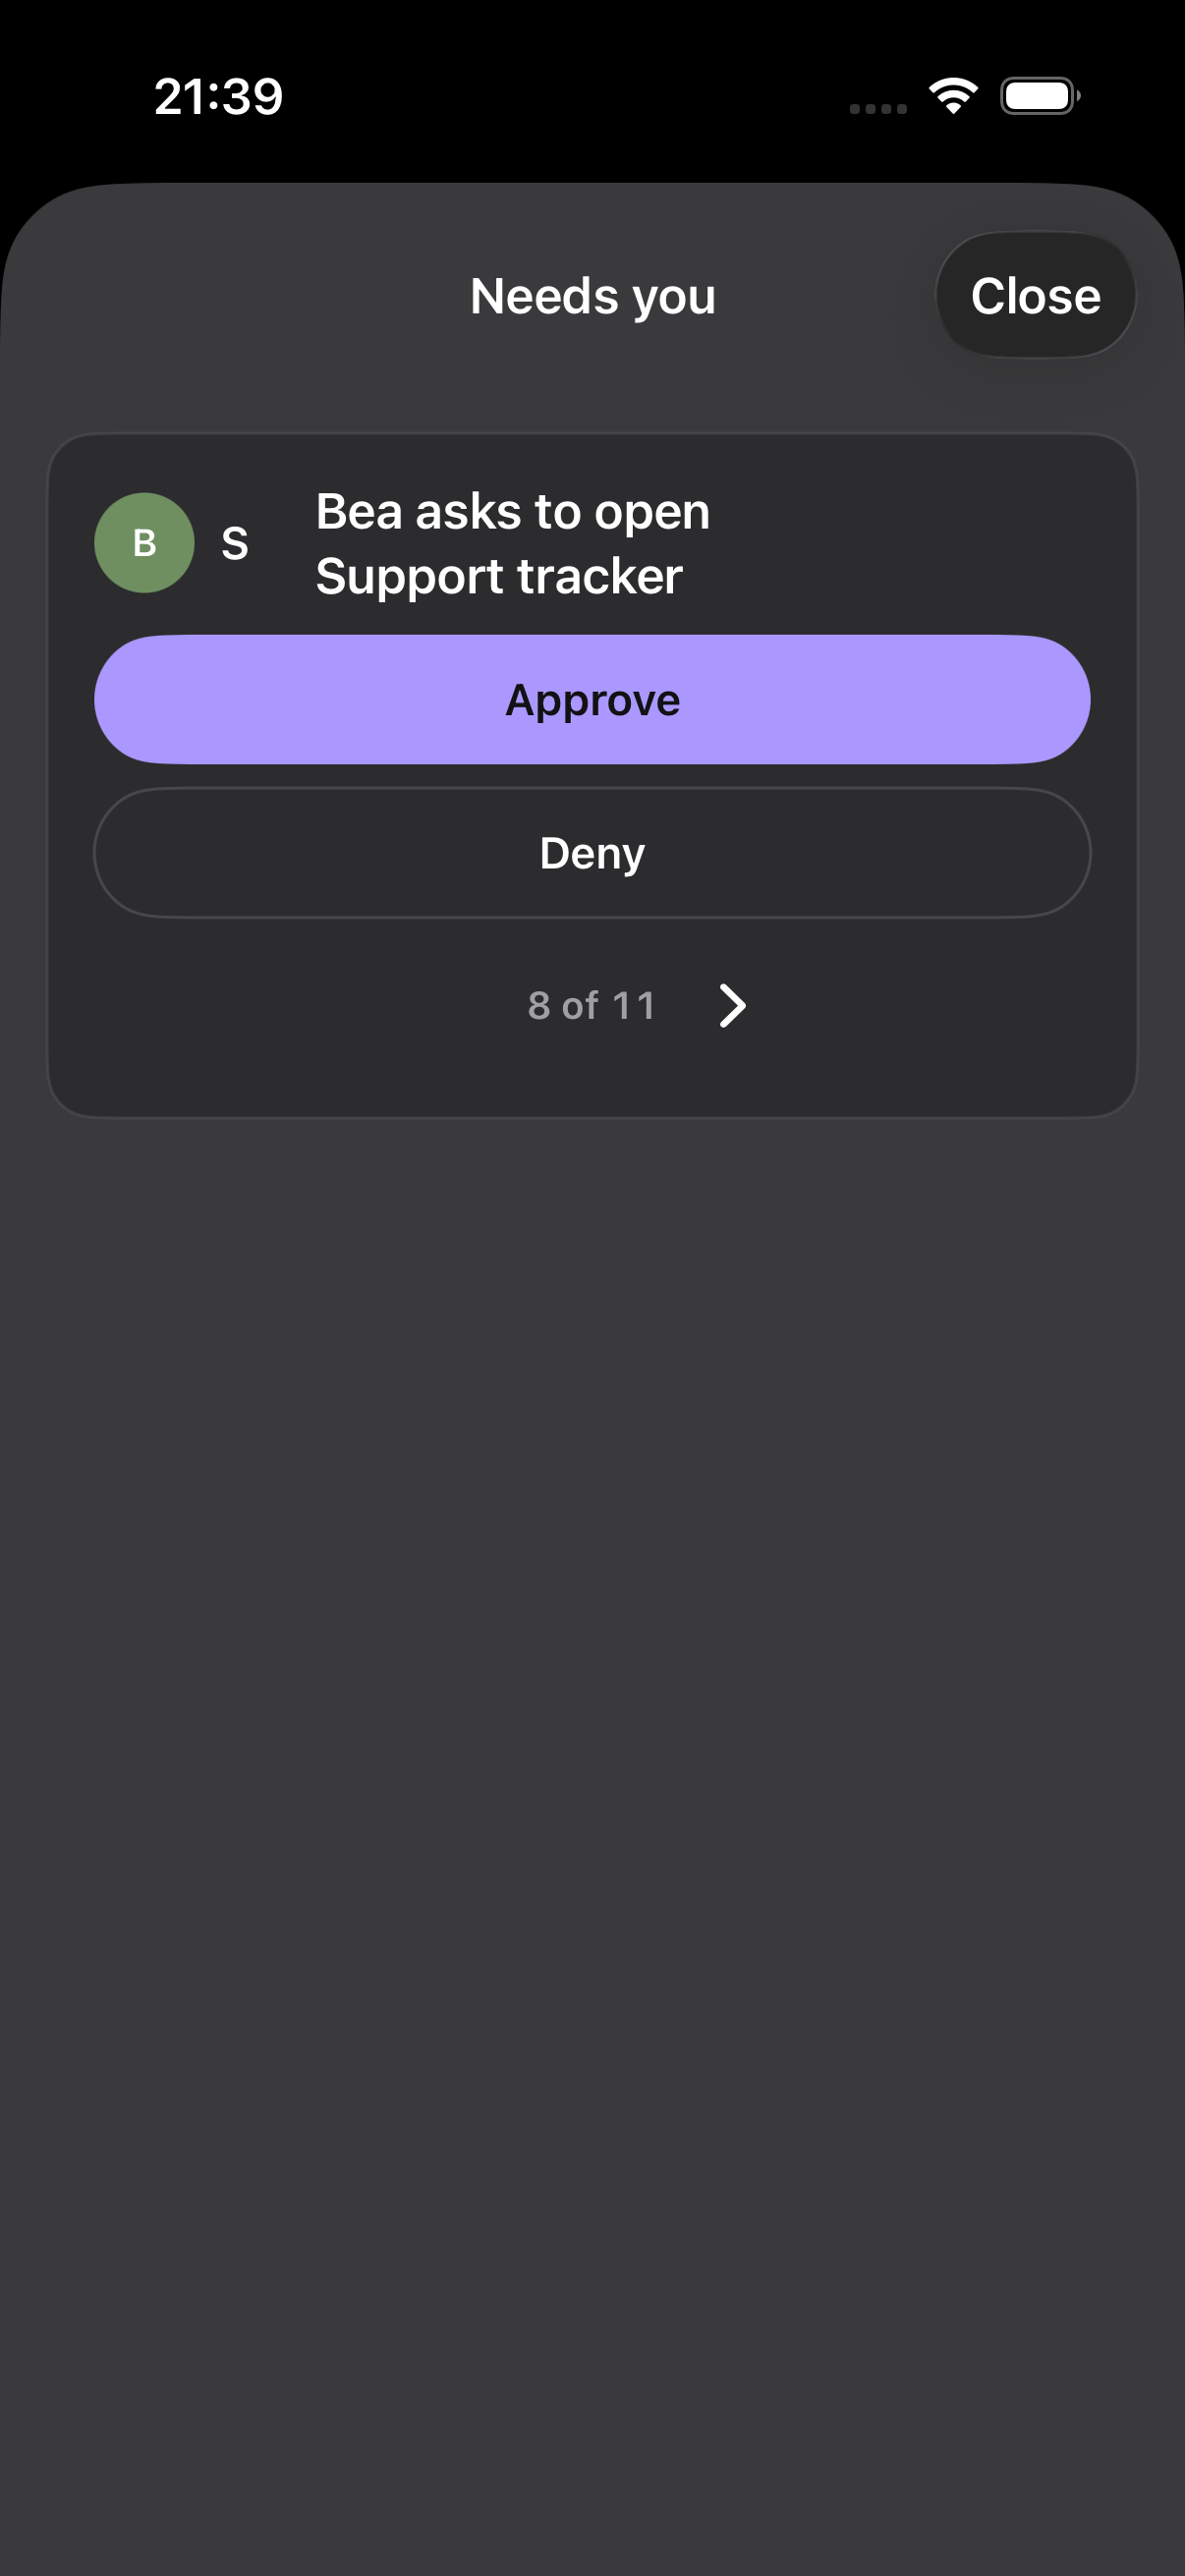 21:39
Needs you
Close
B
S
Bea asks to open
Support tracker
Approve
Deny
8 of 11